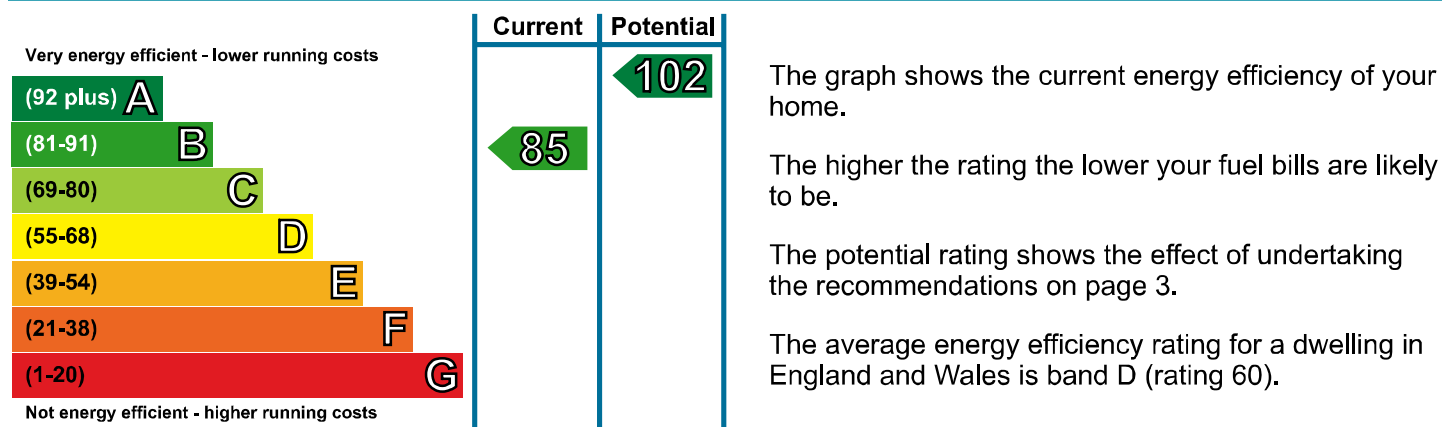 Current Potential
Very energy efficient - lower running costs
(92 plus) A
(81-91) B
(69-80) C
(55-68) D
(39-54) E
(21-38) F
(1-20) G
Not energy efficient - higher running costs
102
85
The graph shows the current energy efficiency of your
home.
The higher the rating the lower your fuel bills are likely
to be.
The potential rating shows the effect of undertaking
the recommendations on page 3.
The average energy efficiency rating for a dwelling in
England and Wales is band D (rating 60).